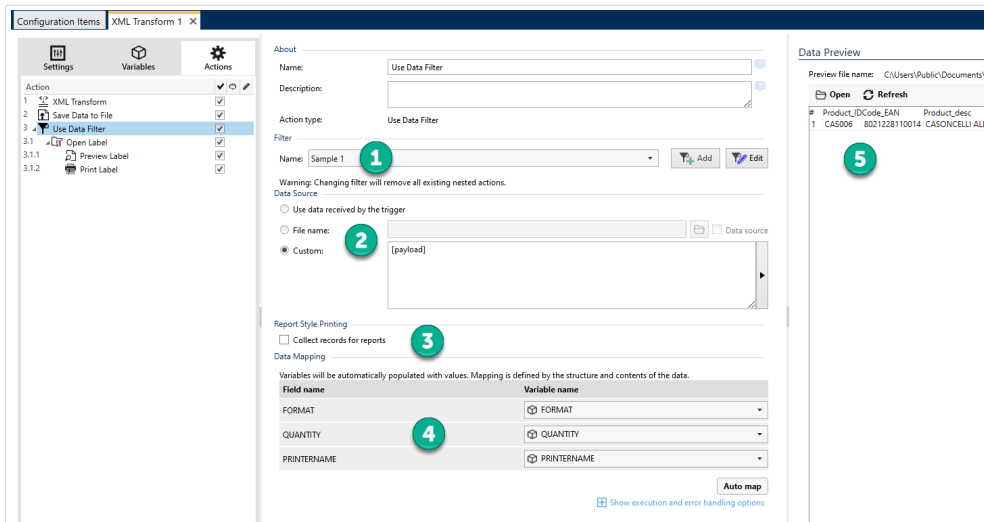 Configuration Items XML Transform 1 ×
Settings Variables Actions
Action
1 XML Transform
2 Save Data to File
3 Use Data Filter
3.1 Open Label
3.1.1 Preview Label
3.1.2 Print Label
About
Name: Use Data Filter
Description:
Action type: Use Data Filter
Filter
Name: Sample 1 1 Add Edit
Warning: Changing filter will remove all existing nested actions.
Data Source
Use data received by the trigger
File name: 2 Data source
Custom: [payload]
Report Style Printing
Collect records for reports 3
Data Mapping
Variables will be automatically populated with values. Mapping is defined by the structure and contents of the data.
Field name Variable name
FORMAT FORMAT
QUANTITY 4 QUANTITY
PRINTERNAME PRINTERNAME
Auto map
Show execution and error handling options
Data Preview
Preview file name: C:\Users\Public\Documents\
Open Refresh
# Product_IDCode_EAN Product_desc
1 CAS006 8021228110014 CASONCELLI ALL
5